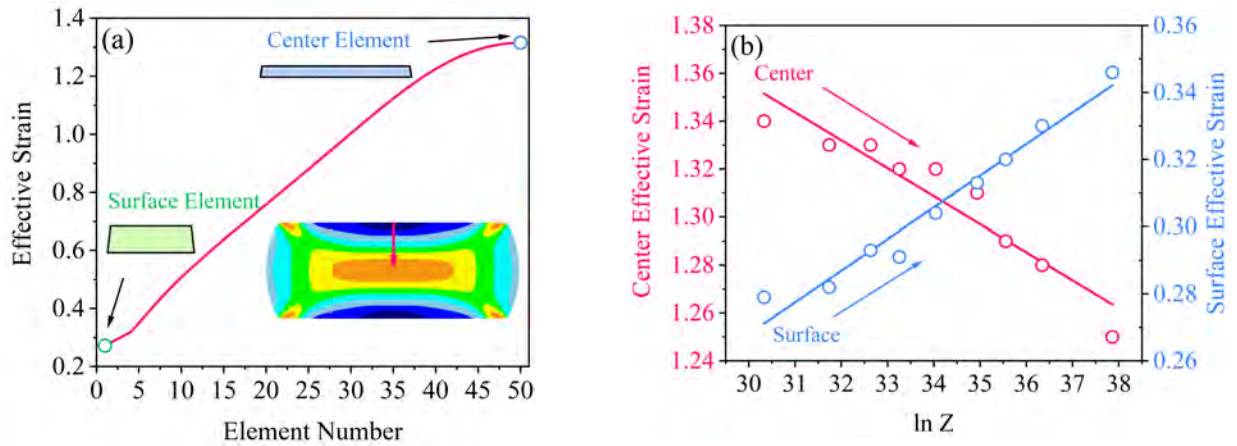 (a)
Center Element
Surface Element
Effective Strain
1.4
1.2
1.0
0.8
0.6
0.4
0.2
0 5 10 15 20 25 30 35 40 45 50
Element Number
(b)
Center
Surface
Center Effective Strain
1.38
1.36
1.34
1.32
1.30
1.28
1.26
1.24
Surface Effective Strain
0.36
0.34
0.32
0.30
0.28
0.26
30 31 32 33 34 35 36 37 38
ln Z